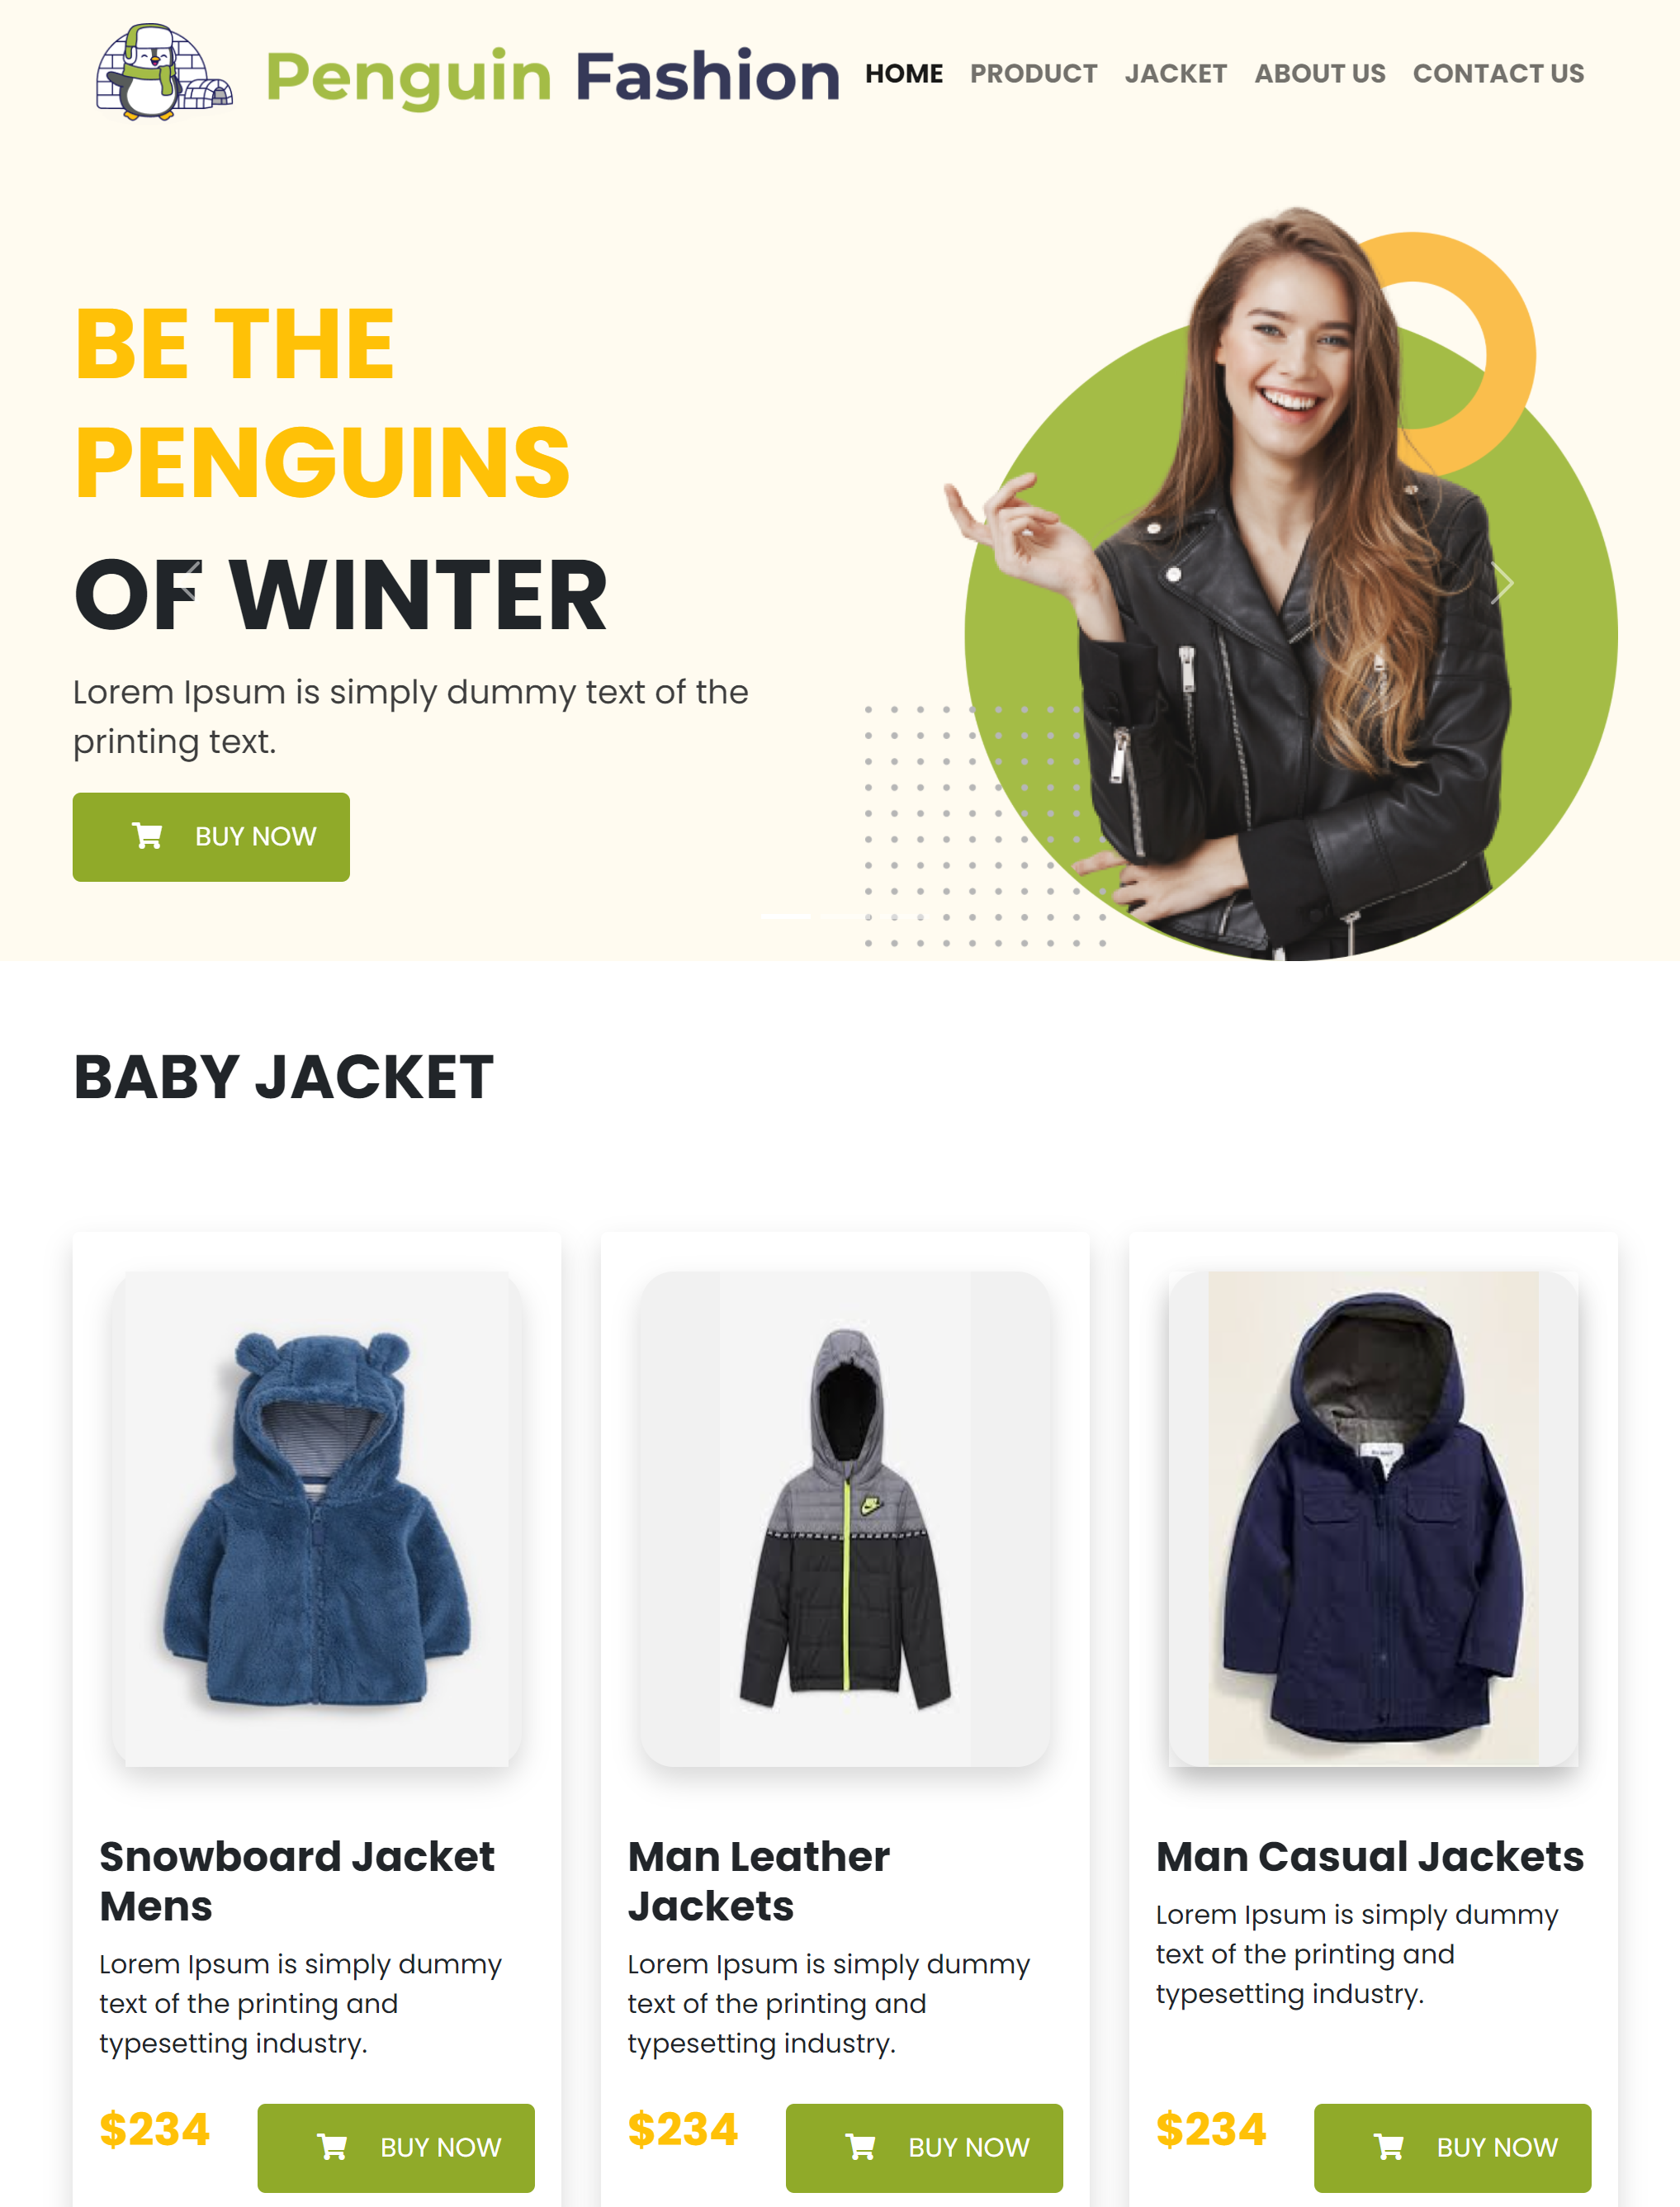 Penguin Fashion
HOME PRODUCT JACKET ABOUT US CONTACT US
BE THE
PENGUINS
OF WINTER
Lorem Ipsum is simply dummy text of the
printing text.
BUY NOW
BABY JACKET
Snowboard Jacket
Mens
Lorem Ipsum is simply dummy
text of the printing and
typesetting industry.
$234
BUY NOW
Man Leather
Jackets
Lorem Ipsum is simply dummy
text of the printing and
typesetting industry.
$234
BUY NOW
Man Casual Jackets
Lorem Ipsum is simply dummy
text of the printing and
typesetting industry.
$234
BUY NOW